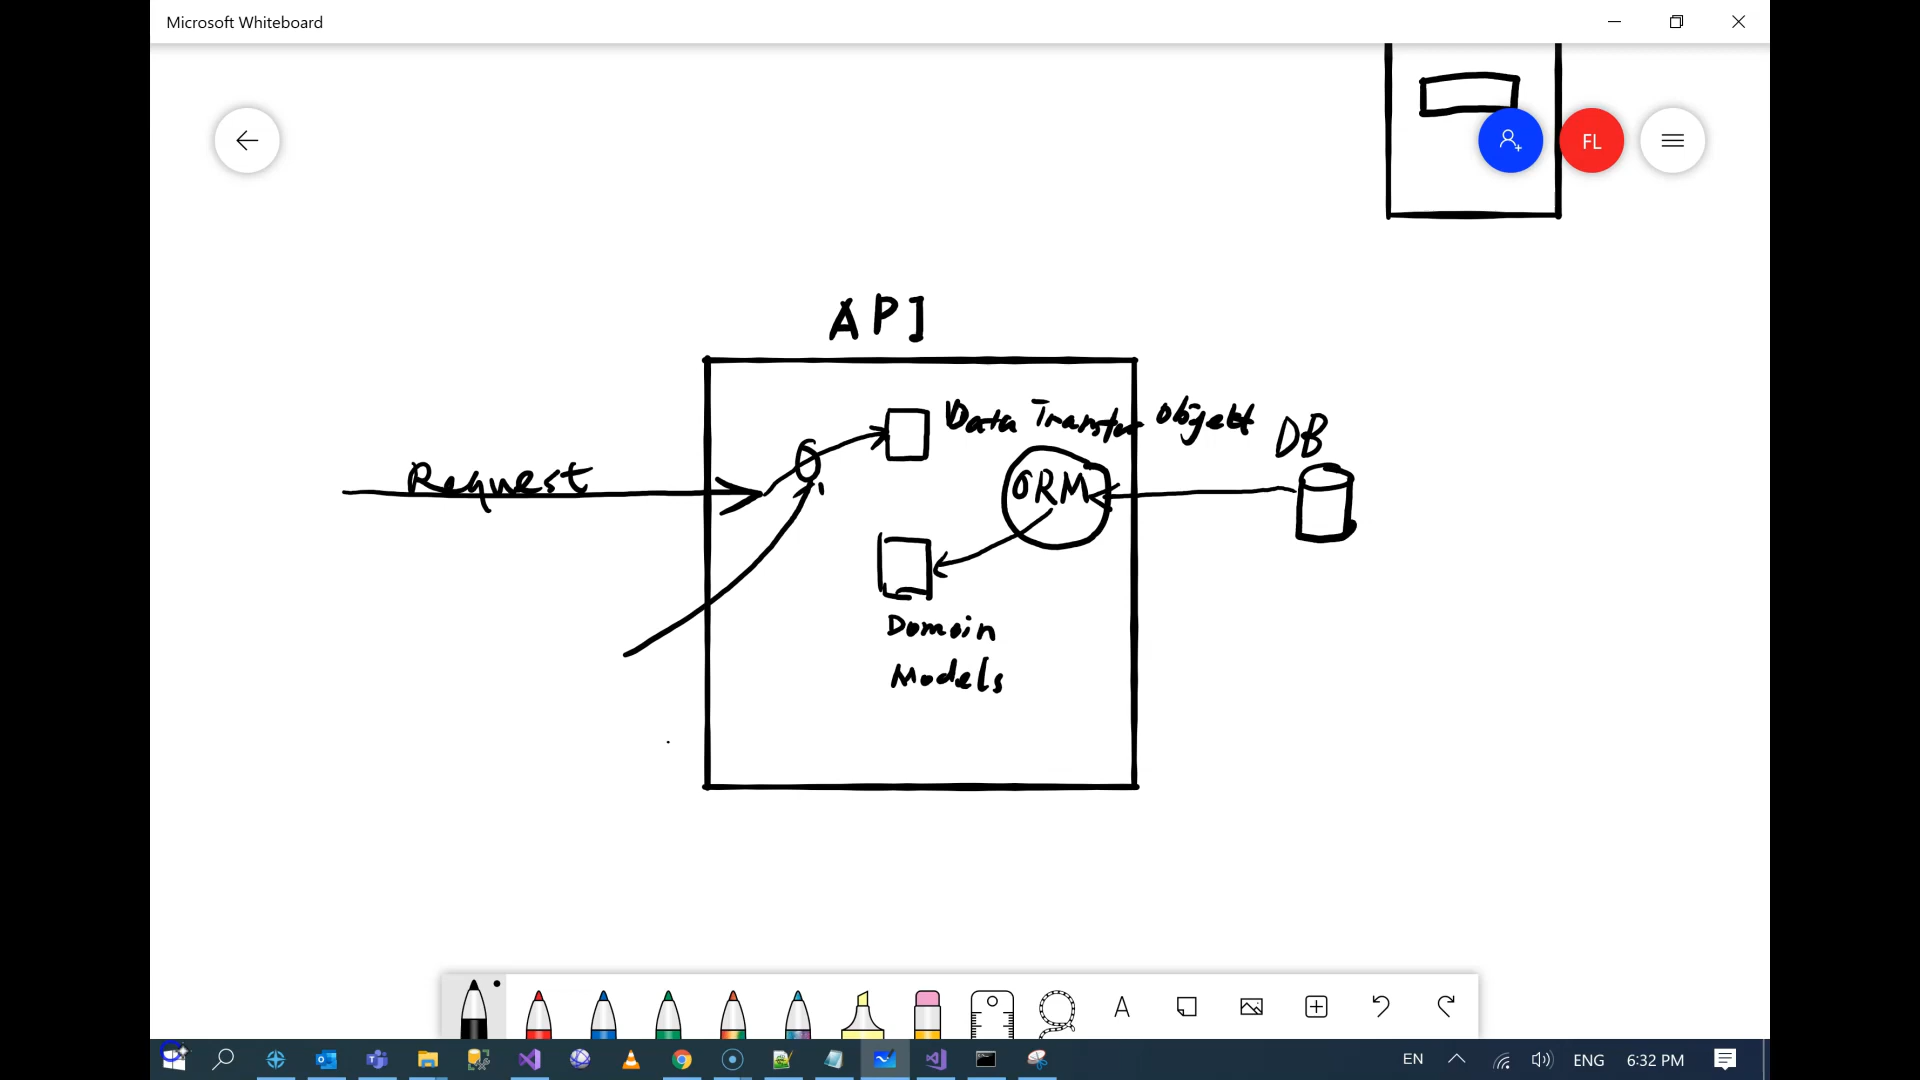 Microsoft Whiteboard
FL
API
Data Transfer Objekt
DB
Request
ORM
Domain
Models
A
EN
ENG
6:32 PM